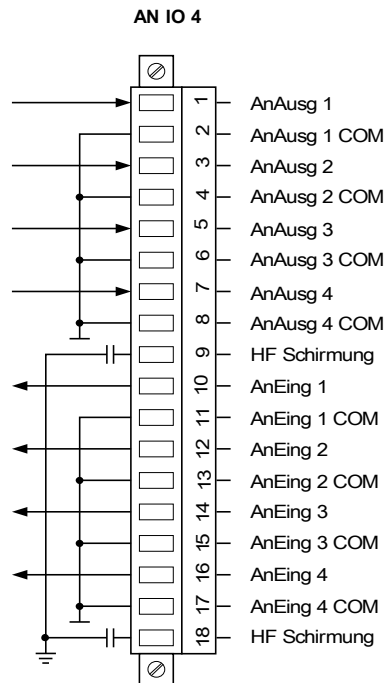 AN IO 4
1 AnAusg 1
2 AnAusg 1 COM
3 AnAusg 2
4 AnAusg 2 COM
5 AnAusg 3
6 AnAusg 3 COM
7 AnAusg 4
8 AnAusg 4 COM
9 HF Schirmung
10 AnEing 1
11 AnEing 1 COM
12 AnEing 2
13 AnEing 2 COM
14 AnEing 3
15 AnEing 3 COM
16 AnEing 4
17 AnEing 4 COM
18 HF Schirmung